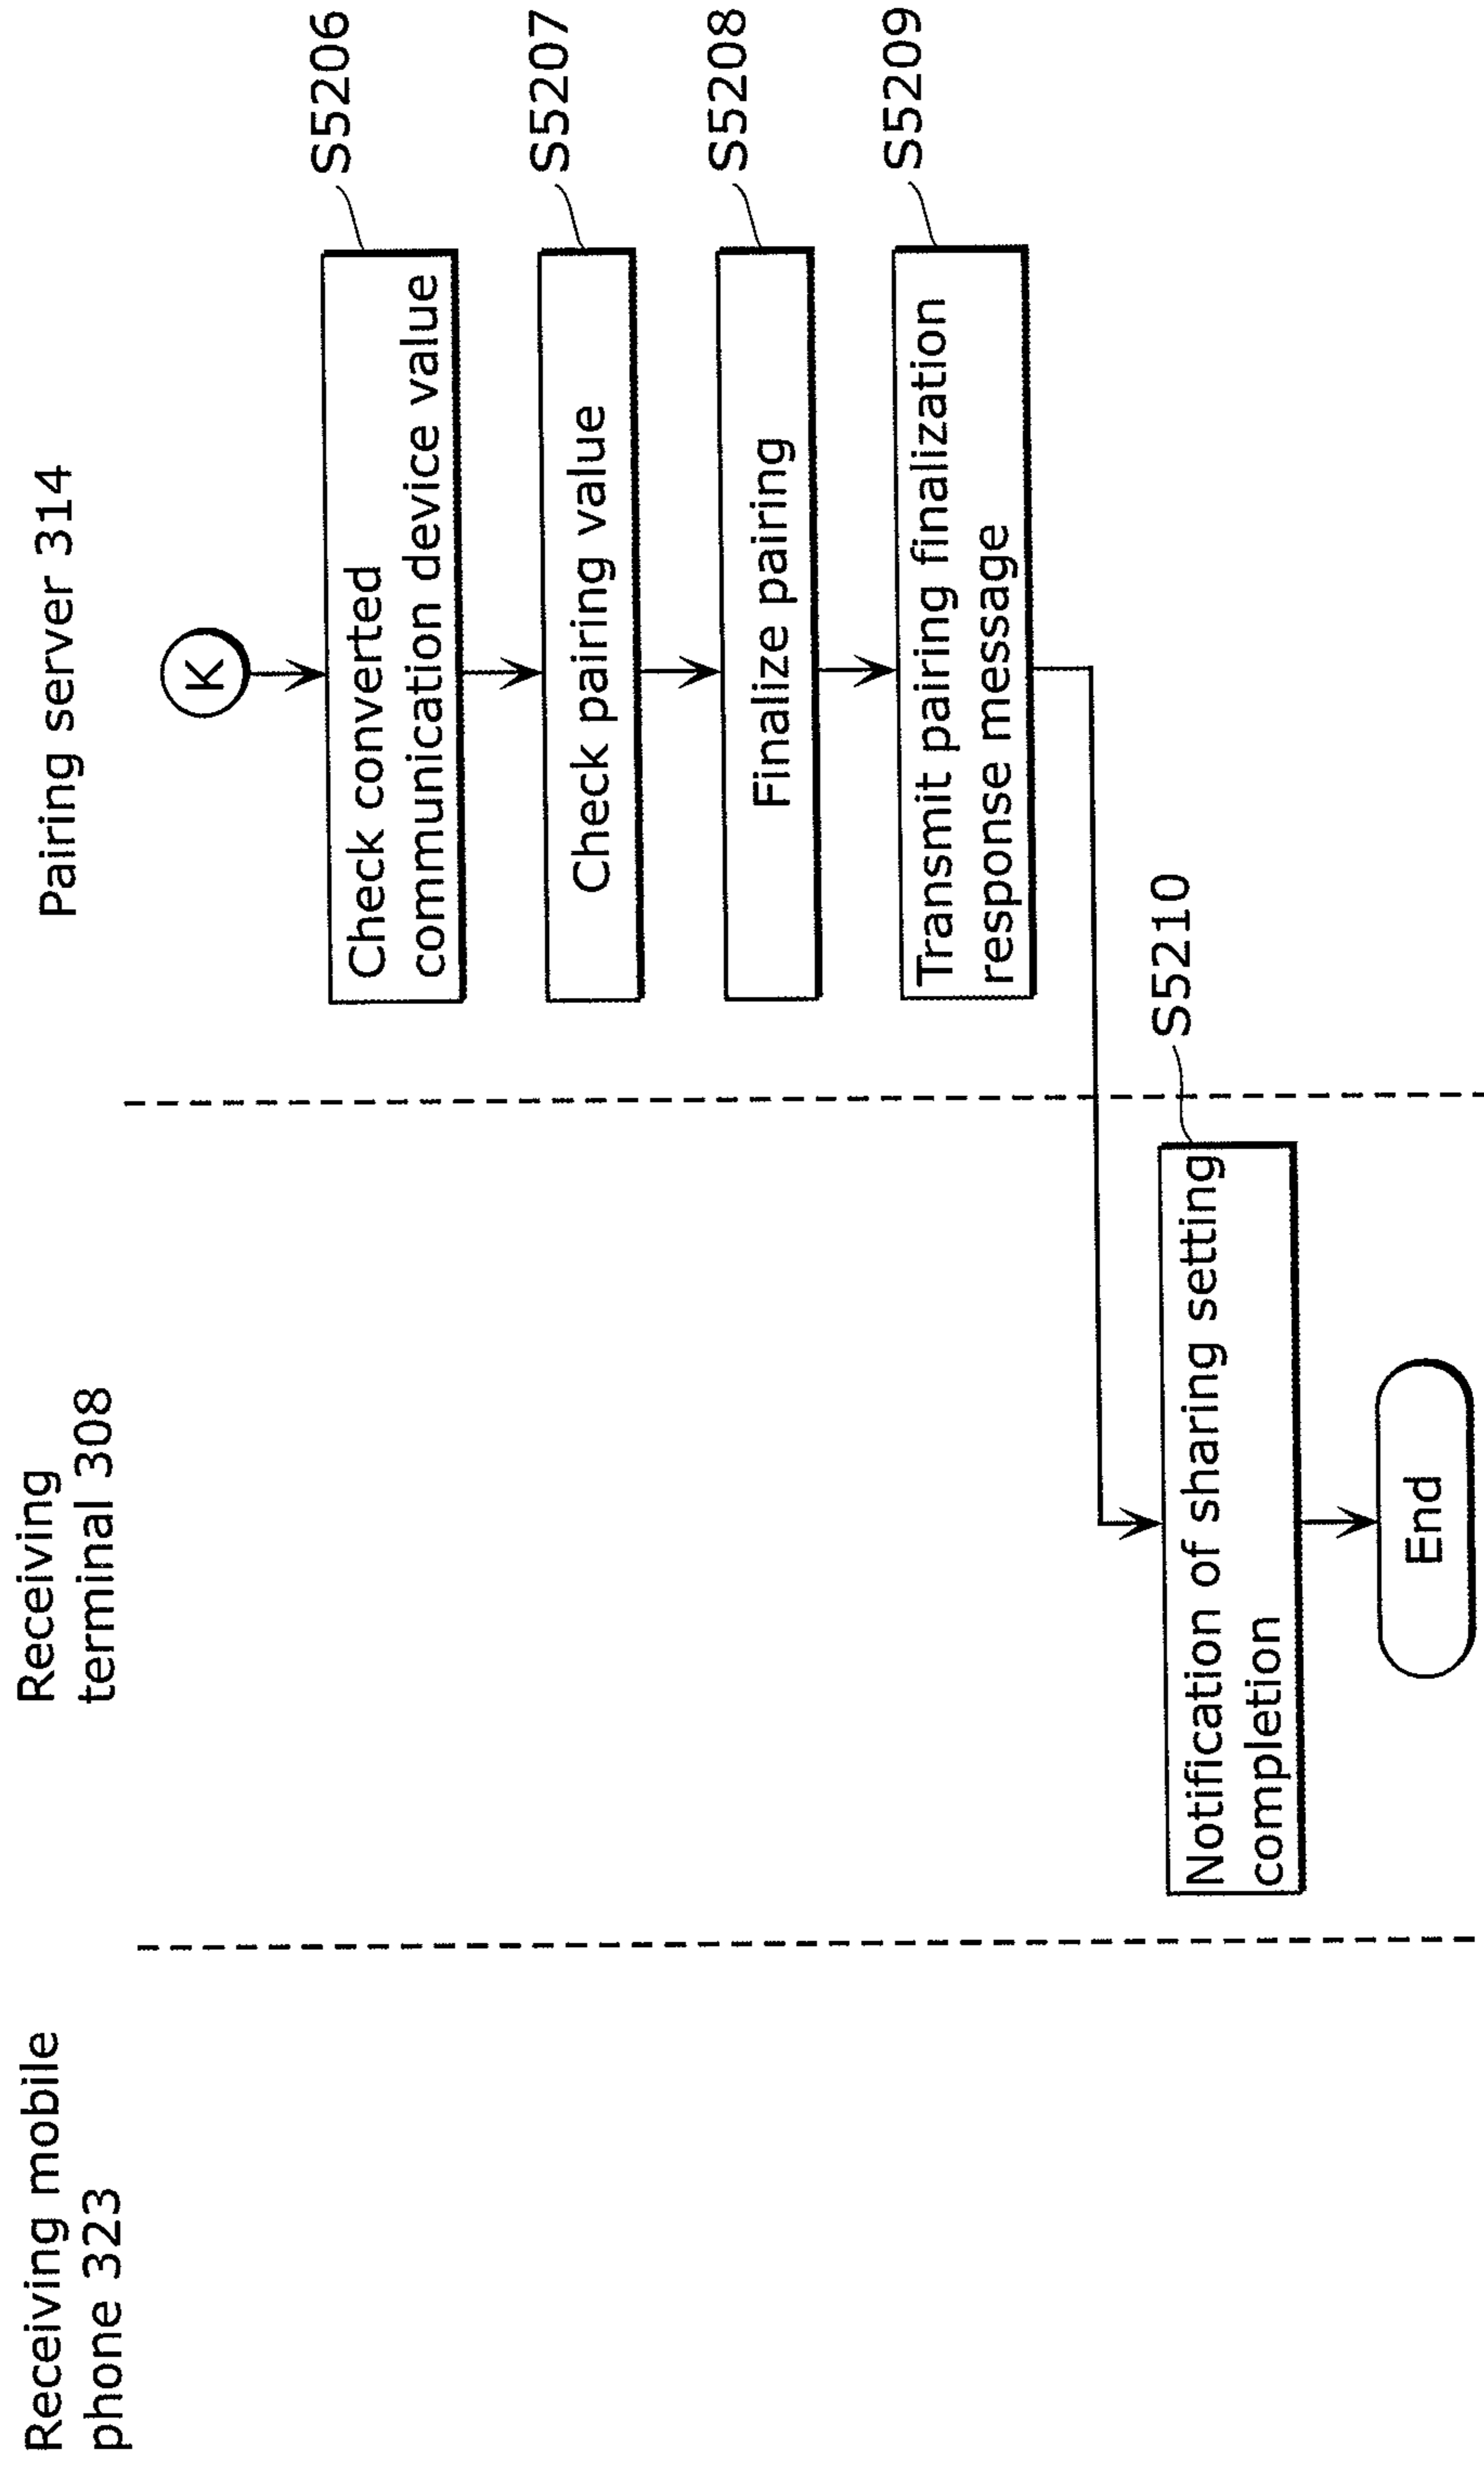 Receiving mobile
phone 323
Receiving
terminal 308
Pairing server 314
K
S5206
Check converted
communication device value
S5207
Check pairing value
S5208
Finalize pairing
S5209
Transmit pairing finalization
response message
S5210
Notification of sharing setting
completion
End